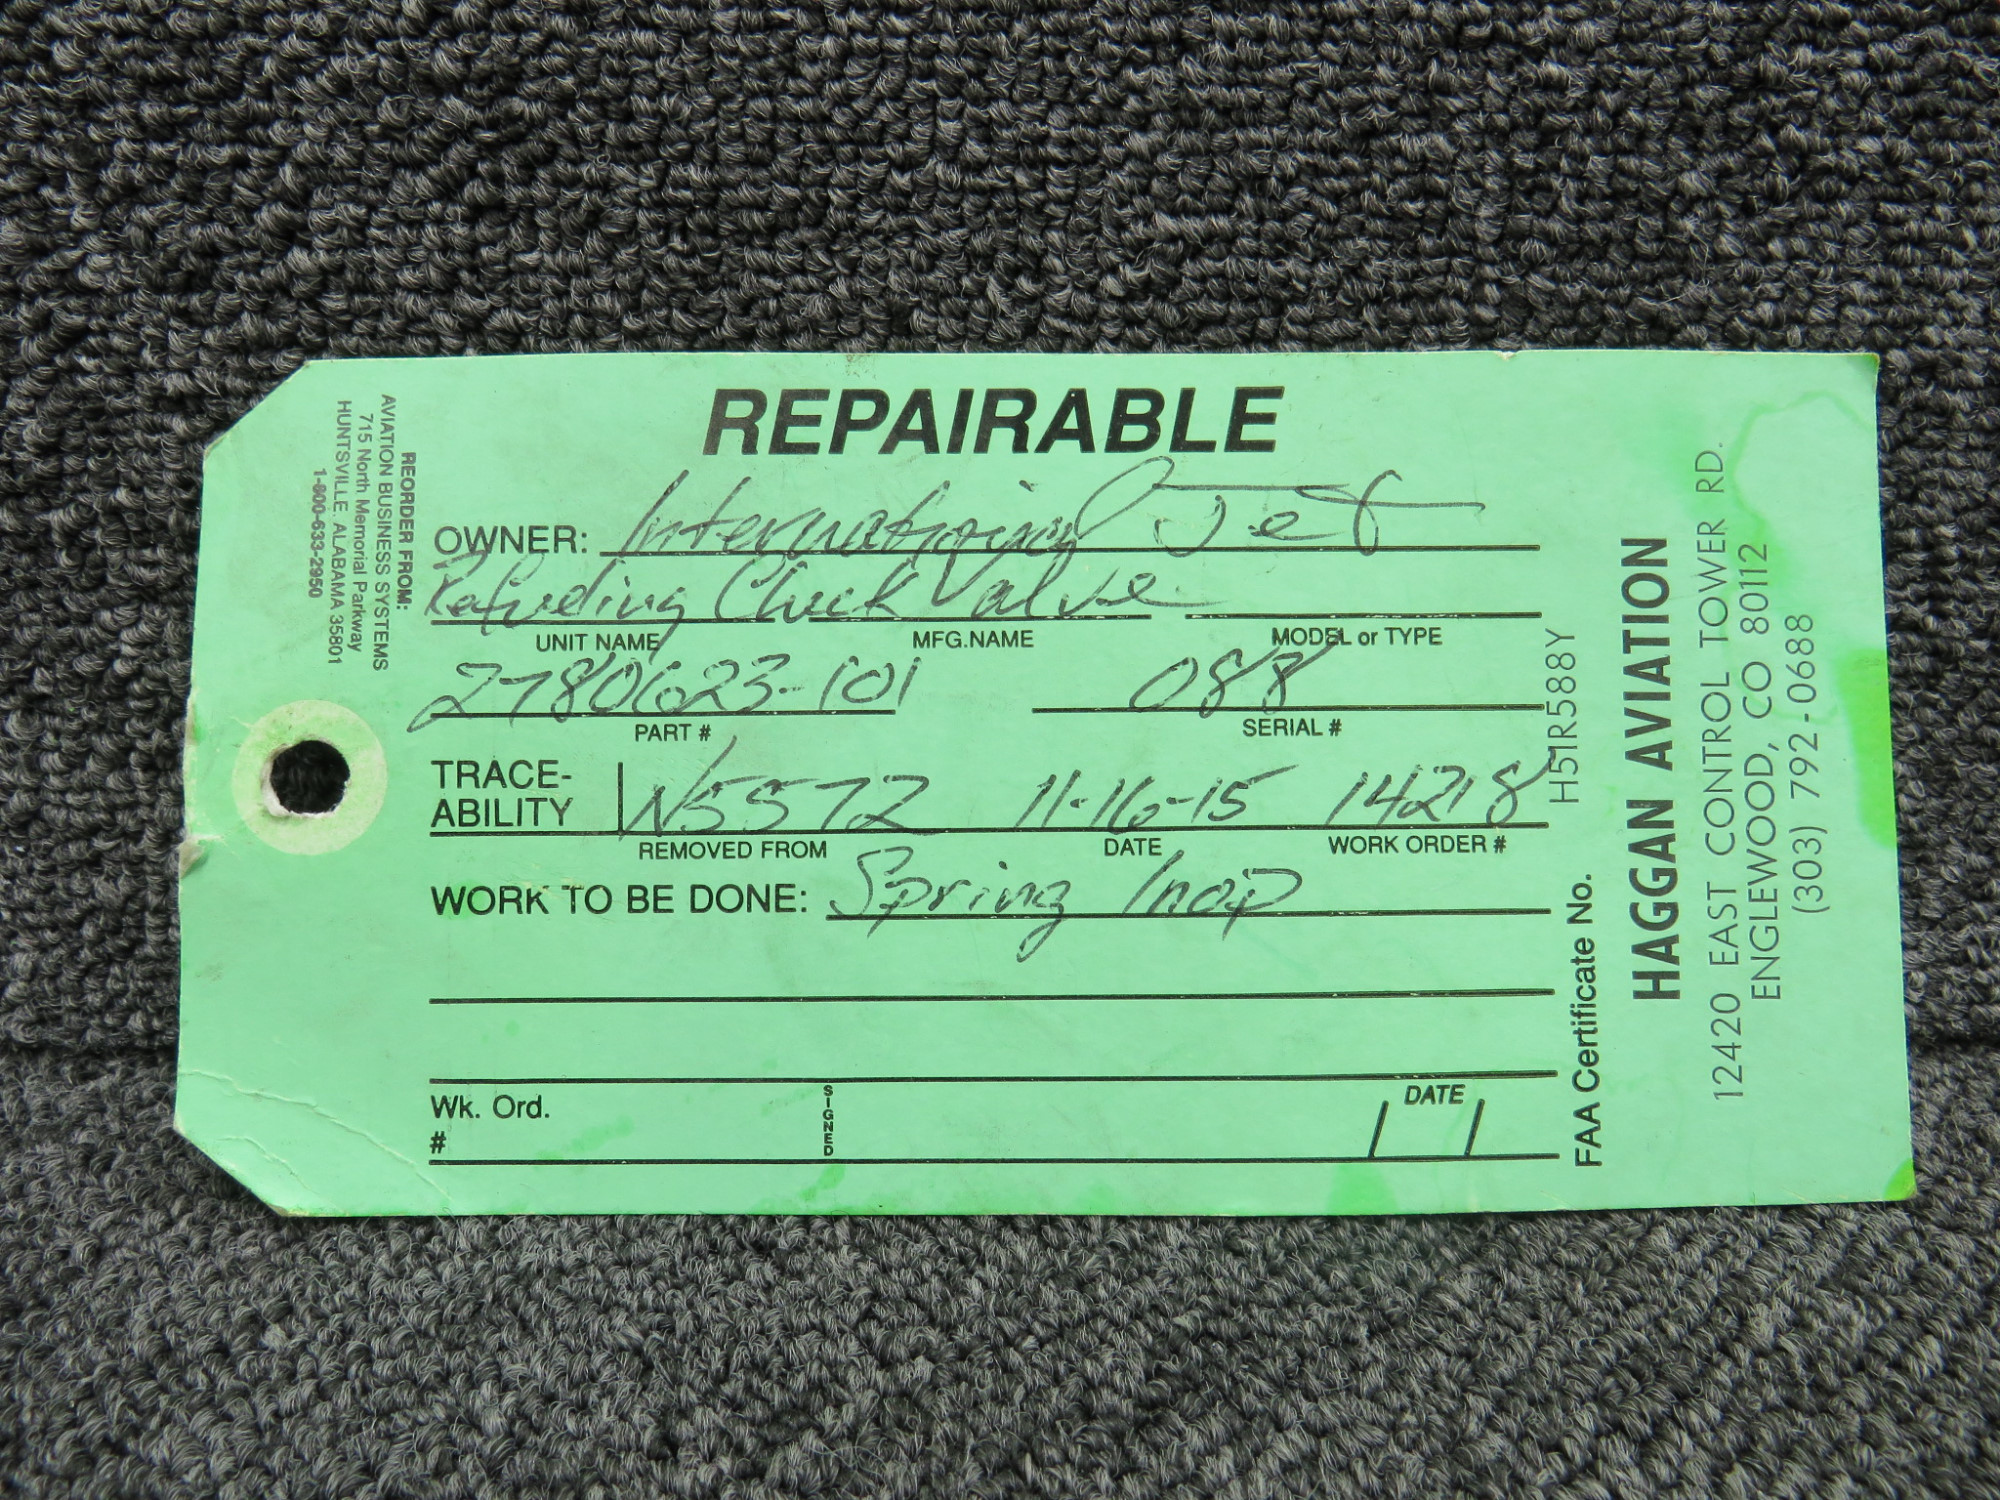 REPAIRABLE
OWNER: International Jet
Refueling Check Valve
UNIT NAME MFG.NAME MODEL or TYPE
2780623-101 088
PART # SERIAL #
TRACE-
ABILITY N5572 11-16-15 14218
REMOVED FROM DATE WORK ORDER #
WORK TO BE DONE: Spring Inop
Wk. Ord.
#
SIGNED
DATE
/ /
REORDER FROM:
AVIATION BUSINESS SYSTEMS
715 North Memorial Parkway
HUNTSVILLE, ALABAMA 35801
1-800-633-2950
FAA Certificate No. H51R588Y
HAGGAN AVIATION
12420 EAST CONTROL TOWER RD.
ENGLEWOOD, CO 80112
(303) 792-0688